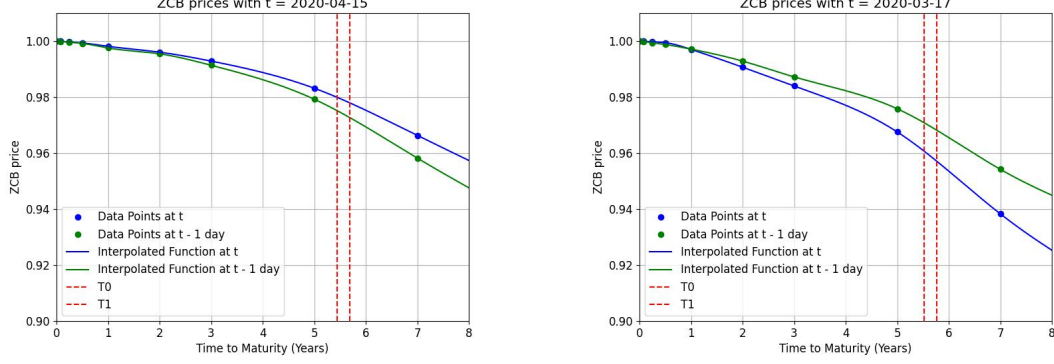 ZCB prices with t = 2020-04-15
ZCB price
1.00
0.98
0.96
0.94
0.92
0.90
Data Points at t
Data Points at t - 1 day
Interpolated Function at t
Interpolated Function at t - 1 day
T0
T1
0 1 2 3 4 5 6 7 8
Time to Maturity (Years)
ZCB prices with t = 2020-03-17
ZCB price
1.00
0.98
0.96
0.94
0.92
0.90
Data Points at t
Data Points at t - 1 day
Interpolated Function at t
Interpolated Function at t - 1 day
T0
T1
0 1 2 3 4 5 6 7 8
Time to Maturity (Years)